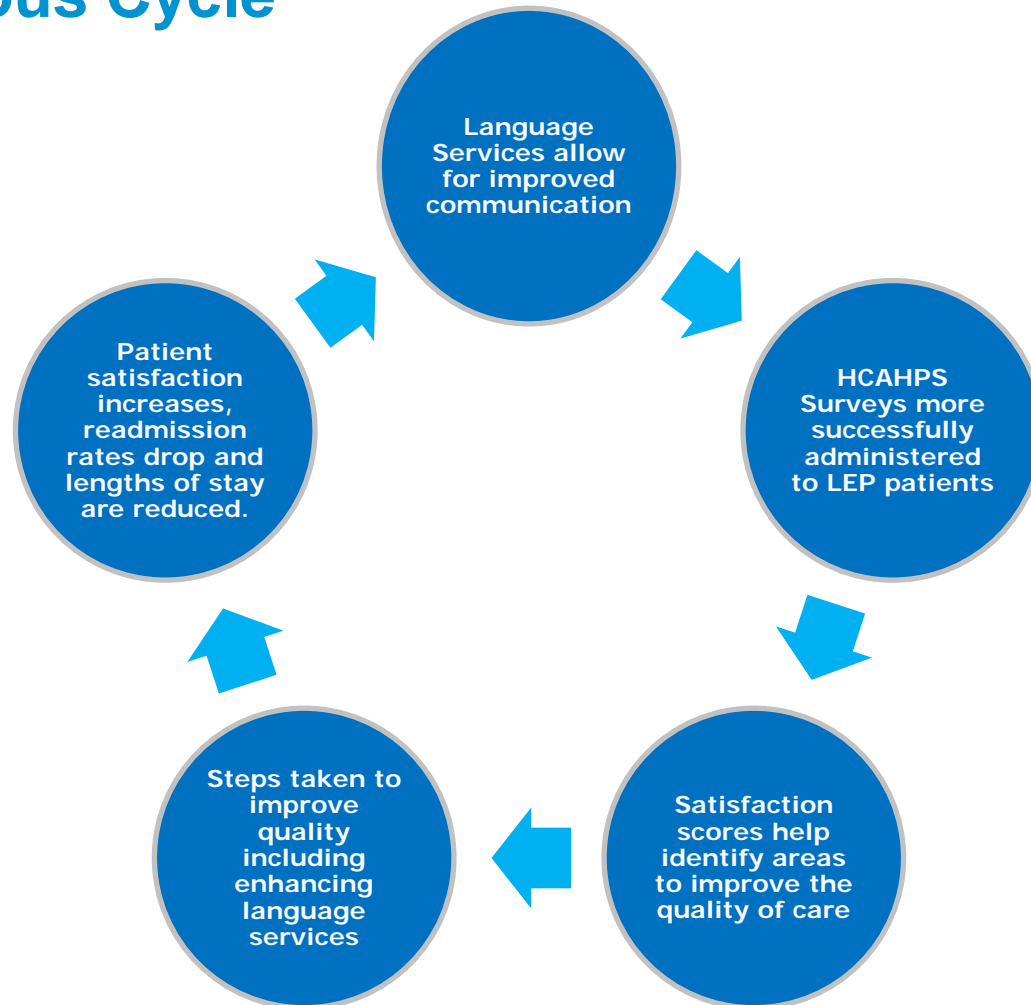 Cycle
Language
Services allow
for improved
communication
HCAHPS
Surveys more
successfully
administered
to LEP patients
Satisfaction
scores help
identify areas
to improve the
quality of care
Steps taken to
improve
quality
including
enhancing
language
services
Patient
satisfaction
increases,
readmission
rates drop and
lengths of stay
are reduced.